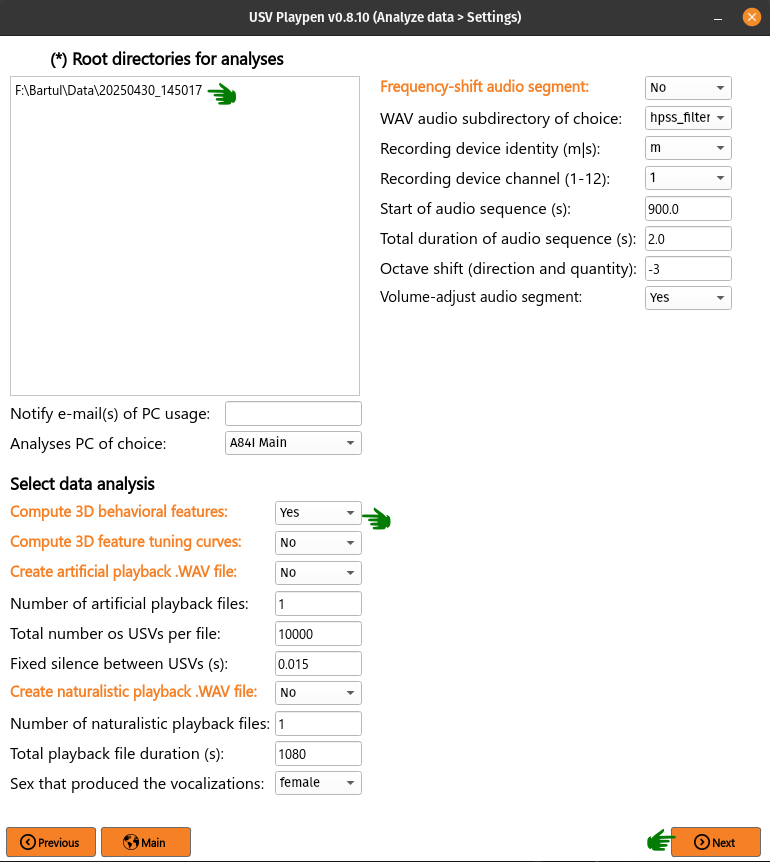 USV Playpen v0.8.10 (Analyze data > Settings)
(*) Root directories for analyses
F:\Bartul\Data\20250430_145017
Notify e-mail(s) of PC usage:
Analyses PC of choice: A84I Main
Select data analysis
Compute 3D behavioral features: Yes
Compute 3D feature tuning curves: No
Create artificial playback .WAV file: No
Number of artificial playback files: 1
Total number os USVs per file: 10000
Fixed silence between USVs (s): 0.015
Create naturalistic playback .WAV file: No
Number of naturalistic playback files: 1
Total playback file duration (s): 1080
Sex that produced the vocalizations: female
Frequency-shift audio segment: No
WAV audio subdirectory of choice: hpss_filter
Recording device identity (m|s): m
Recording device channel (1-12): 1
Start of audio sequence (s): 900.0
Total duration of audio sequence (s): 2.0
Octave shift (direction and quantity): -3
Volume-adjust audio segment: Yes
Previous
Main
Next